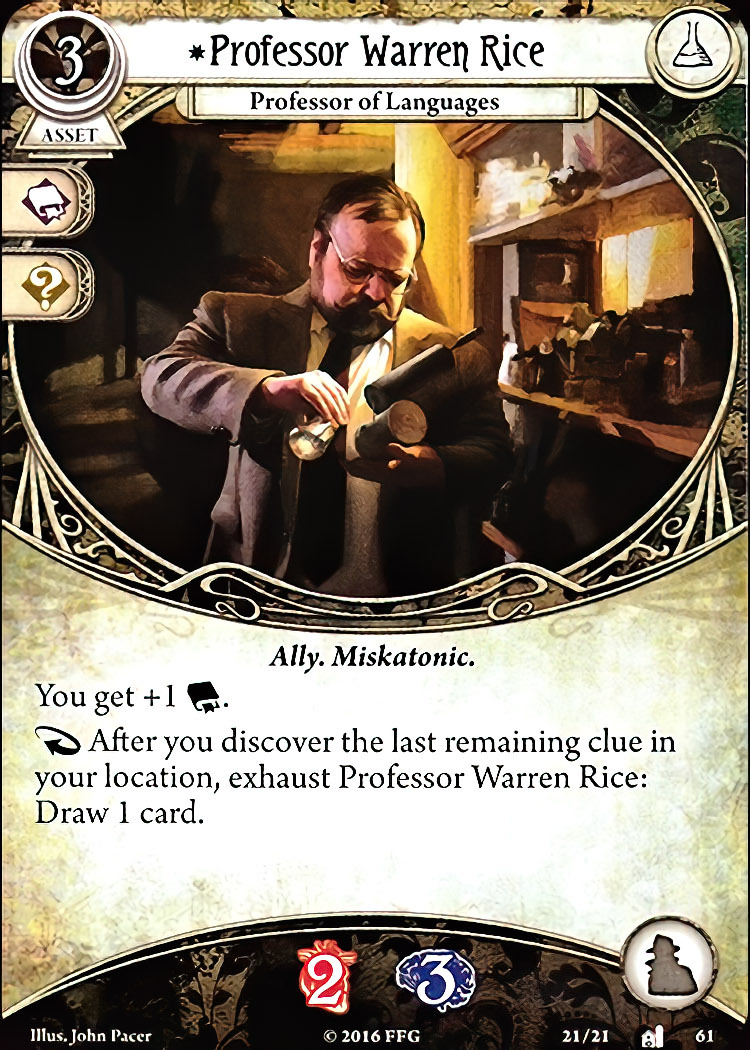 3
Professor Warren Rice
ASSET
Professor of Languages
?
Ally. Miskatonic.
You get +1 .
After you discover the last remaining clue in
your location, exhaust Professor Warren Rice:
Draw 1 card.
2 3
Illus. John Pacer © 2016 FFG 21/21 61